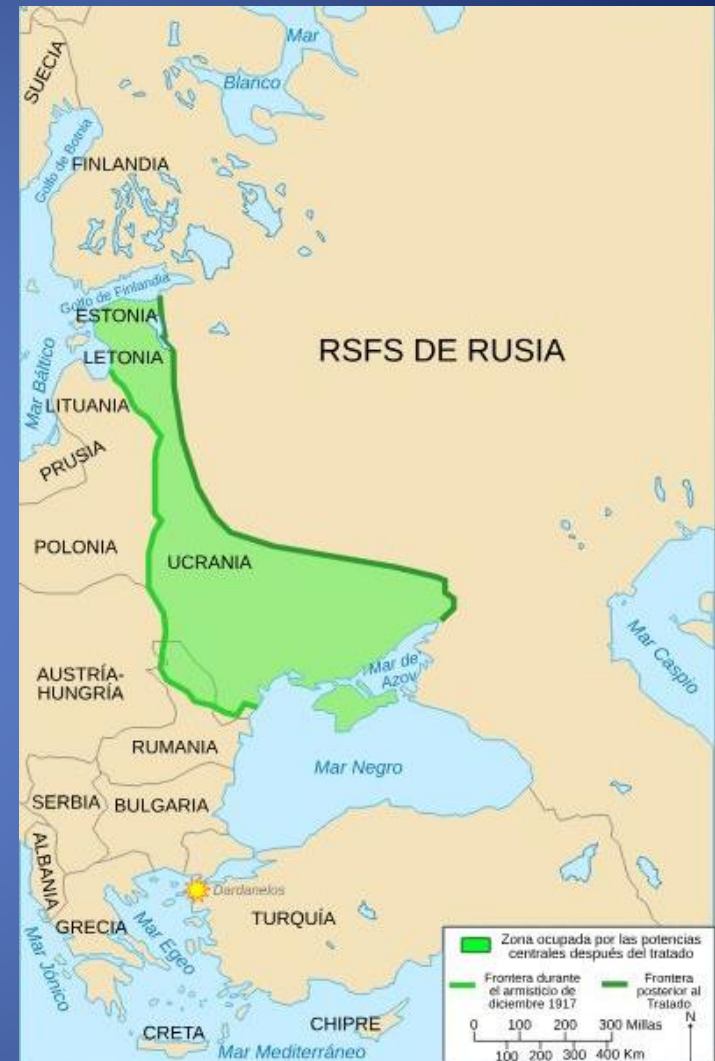 Mar
Blanco
SUECIA
Golfo de Botnia
FINLANDIA
Golfo de Finlandia
ESTONIA
RSFS DE RUSIA
LETONIA
Mar Báltico
LITUANIA
PRUSIA
POLONIA
UCRANIA
Mar Caspio
Mar de
Azov
AUSTRÍA-
HUNGRÍA
RUMANIA
Mar Negro
SERBIA
BULGARIA
ALBANIA
Dardanelos
GRECIA
Mar Egeo
TURQUÍA
Mar Jónico
CRETA
CHIPRE
Mar Mediterráneo
Zona ocupada por las potencias
centrales después del tratado
Frontera durante
el armisticio de
diciembre 1917
Frontera
posterior al
Tratado
N
0 100 200 300 Millas
100 200 300 400 Km